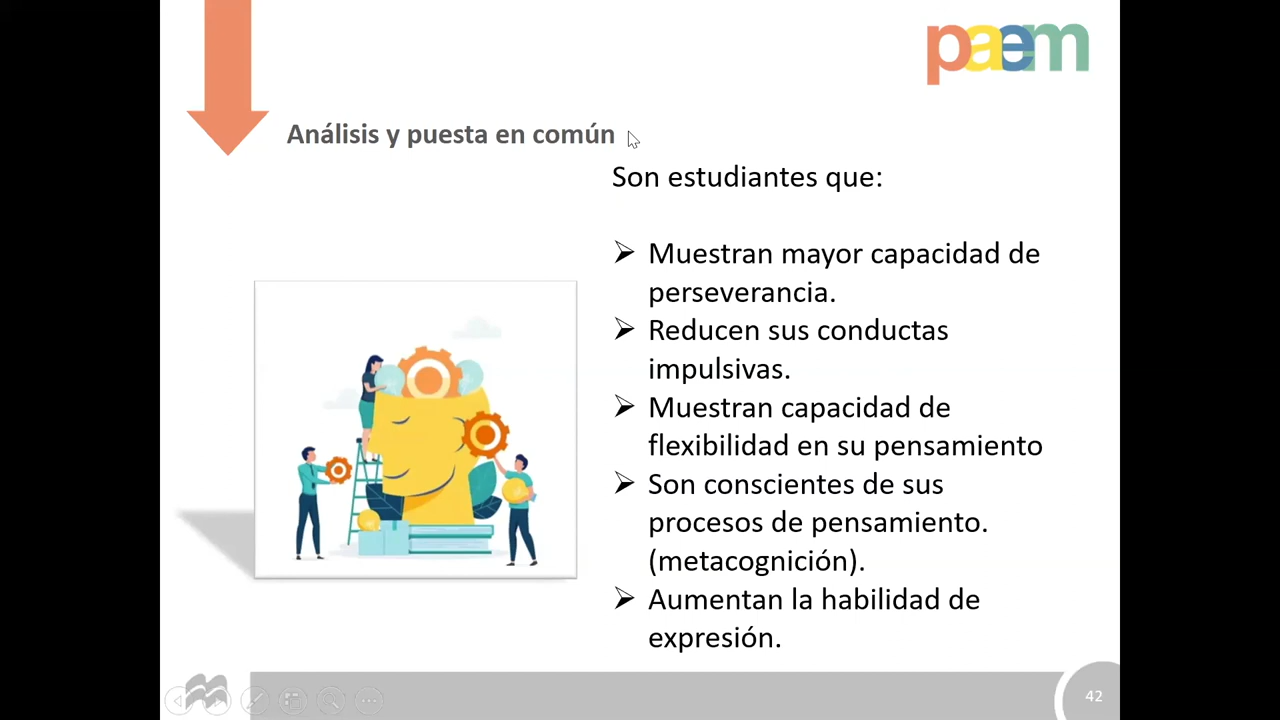 paem
Análisis y puesta en común
Son estudiantes que:
➢ Muestran mayor capacidad de
perseverancia.
➢ Reducen sus conductas
impulsivas.
➢ Muestran capacidad de
flexibilidad en su pensamiento
➢ Son conscientes de sus
procesos de pensamiento.
(metacognición).
➢ Aumentan la habilidad de
expresión.
42